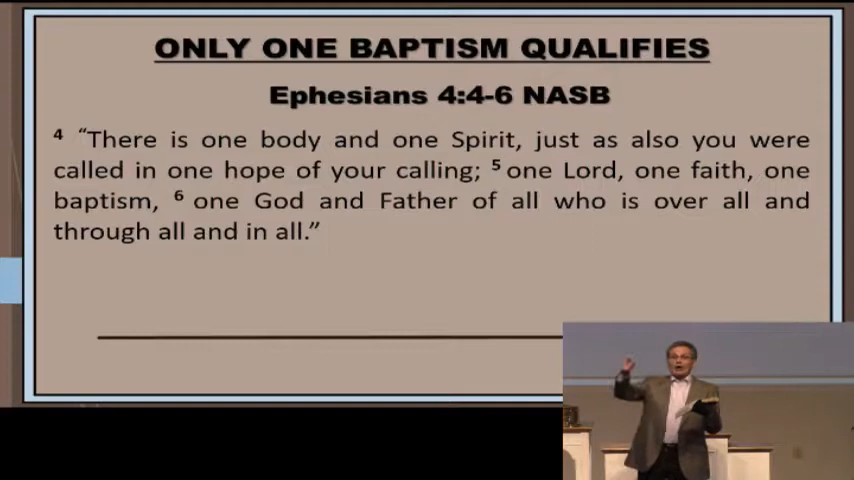 ONLY ONE BAPTISM QUALIFIES
Ephesians 4:4-6 NASB
4 “There is one body and one Spirit, just as also you were
called in one hope of your calling; 5 one Lord, one faith, one
baptism, 6 one God and Father of all who is over all and
through all and in all.”